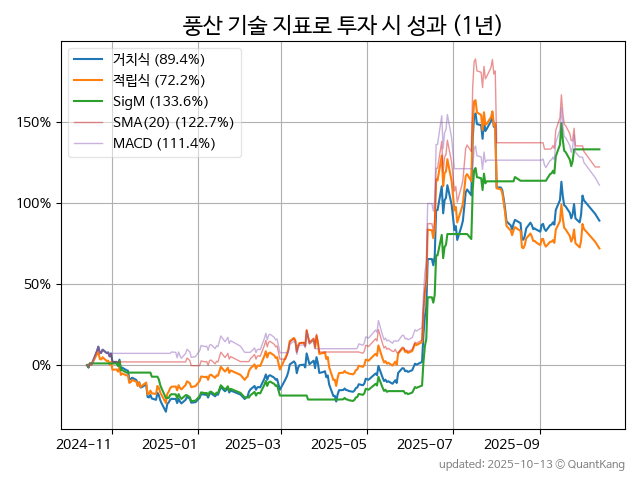 풍산 기술 지표로 투자 시 성과 (1년)
거치식 (89.4%)
적립식 (72.2%)
SigM (133.6%)
SMA(20) (122.7%)
MACD (111.4%)
150%
100%
50%
0%
2024-11
2025-01
2025-03
2025-05
2025-07
2025-09
updated: 2025-10-13 © QuantKang